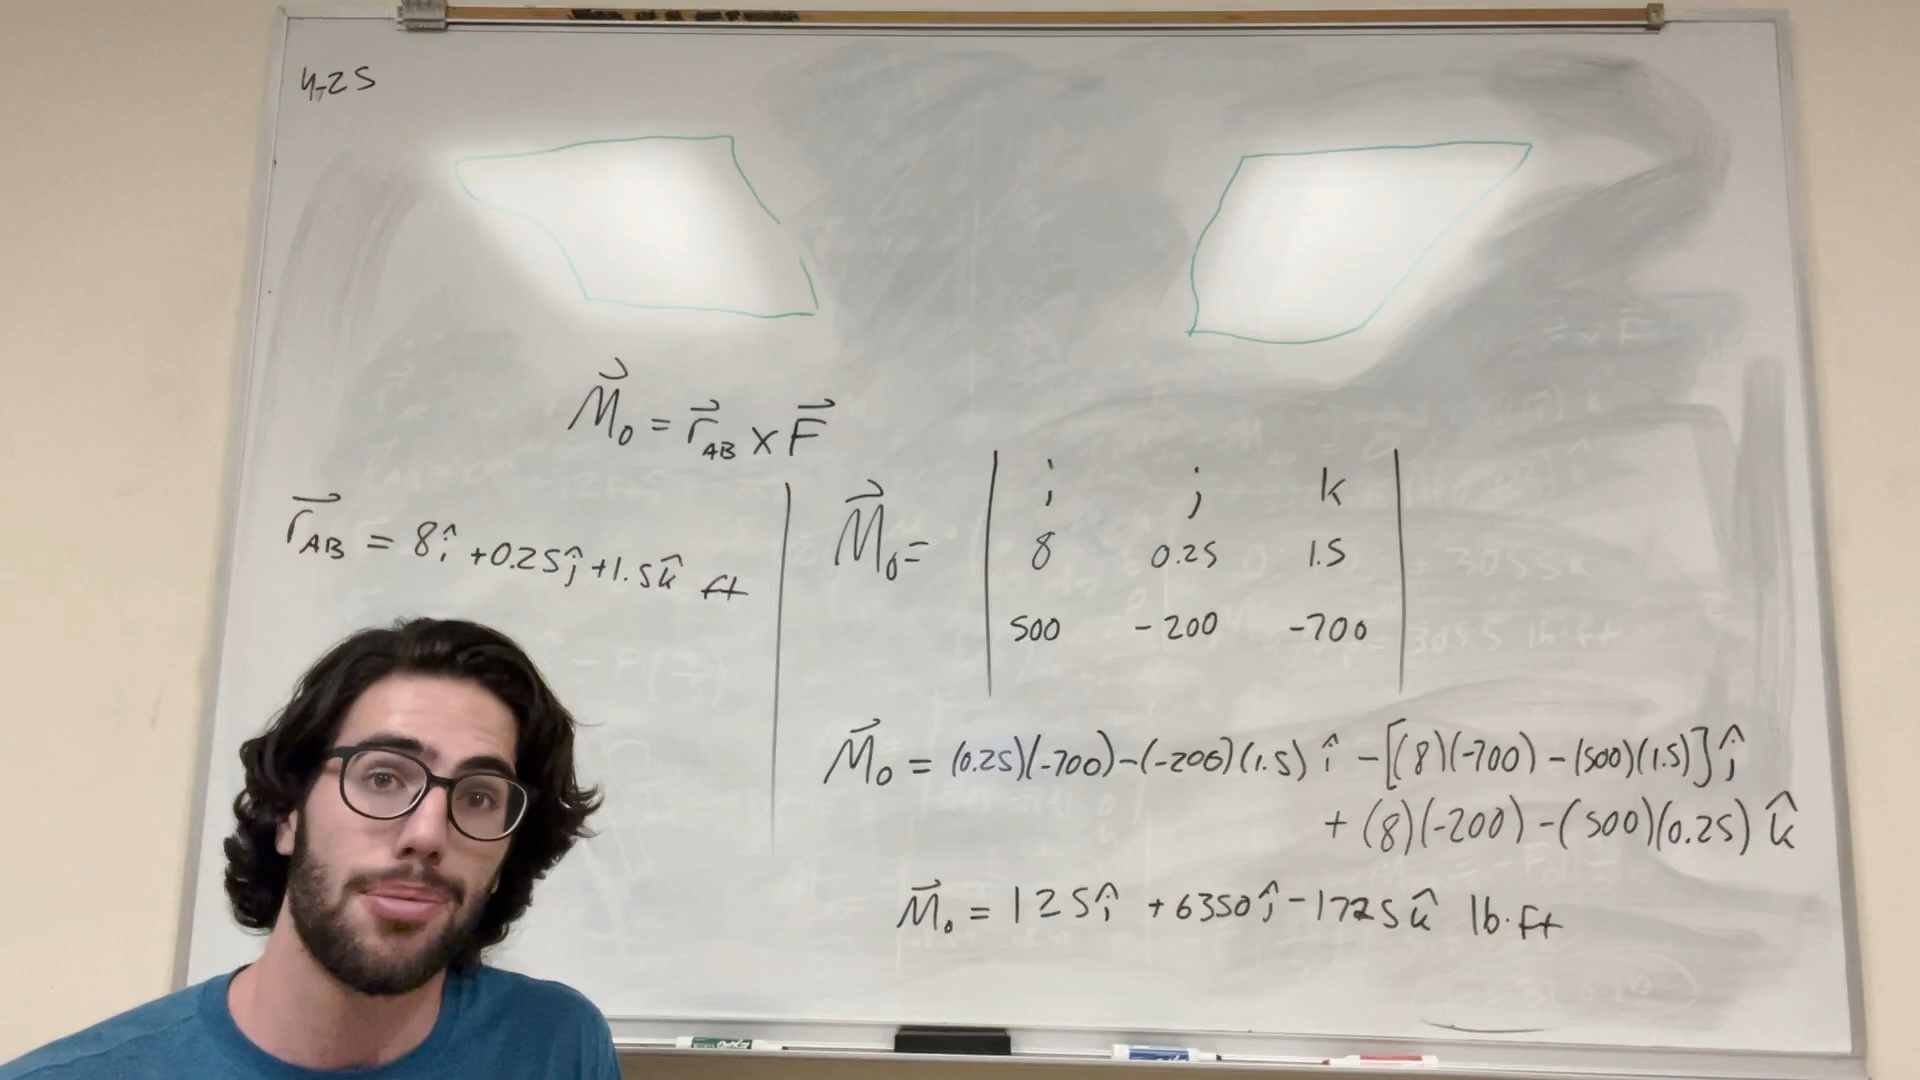 4-25
M⃗₀ = r⃗_AB × F⃗
r⃗_AB = 8î + 0.25ĵ + 1.5k̂ ft
M⃗₀ =
i j k
8 0.25 1.5
500 -200 -700
M⃗₀ = (0.25)(-700)-(-200)(1.5) î - [(8)(-700) - (500)(1.5)] ĵ
+ (8)(-200) - (500)(0.25) k̂
M⃗₀ = 125î + 6350ĵ - 1725k̂ lb·ft